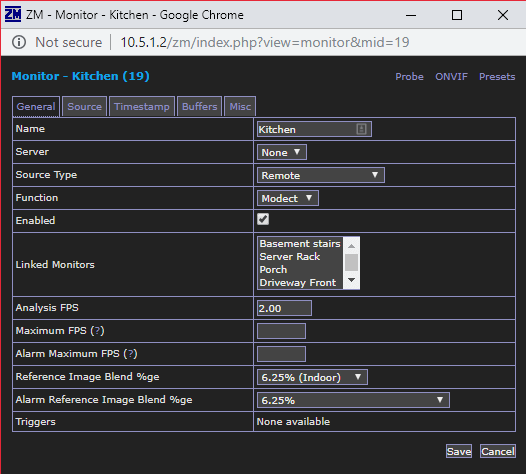 ZM
ZM - Monitor - Kitchen - Google Chrome
Not secure | 10.5.1.2/zm/index.php?view=monitor&mid=19
Monitor - Kitchen (19) Probe ONVIF Presets
General Source Timestamp Buffers Misc
Name Kitchen
Server None
Source Type Remote
Function Modect
Enabled
Linked Monitors
Basement stairs
Server Rack
Porch
Driveway Front
Analysis FPS 2.00
Maximum FPS (?)
Alarm Maximum FPS (?)
Reference Image Blend %ge 6.25% (Indoor)
Alarm Reference Image Blend %ge 6.25%
Triggers None available
Save Cancel